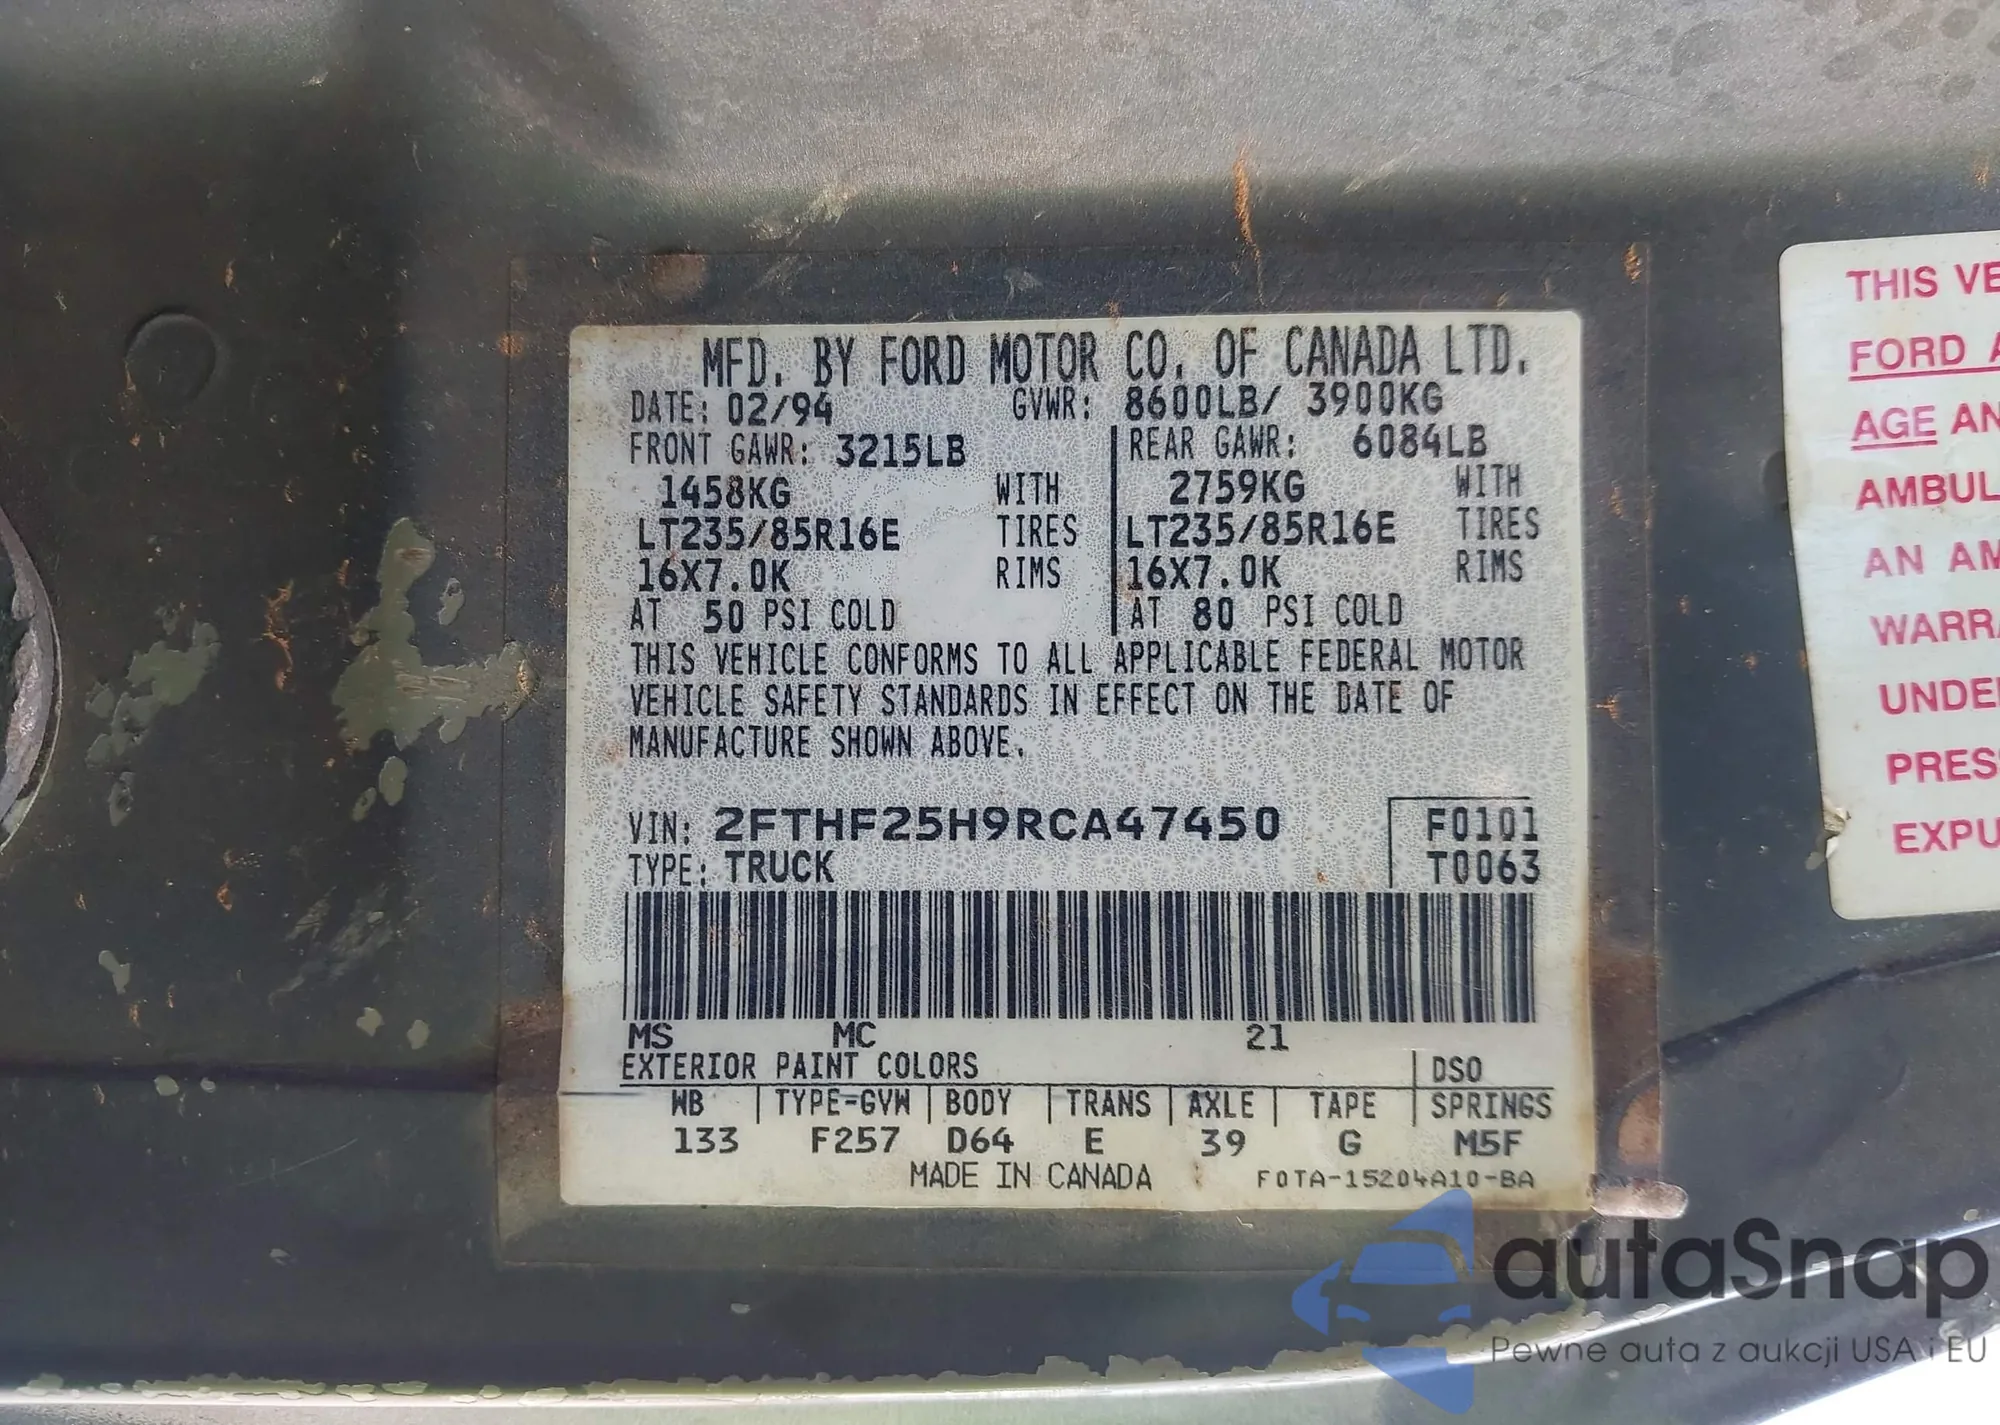 MFD. BY FORD MOTOR CO. OF CANADA LTD.
DATE: 02/94 GVWR: 8600LB/ 3900KG
FRONT GAWR: 3215LB REAR GAWR: 6084LB
1458KG WITH 2759KG WITH
LT235/85R16E TIRES LT235/85R16E TIRES
16X7.0K RIMS 16X7.0K RIMS
AT 50 PSI COLD AT 80 PSI COLD
THIS VEHICLE CONFORMS TO ALL APPLICABLE FEDERAL MOTOR
VEHICLE SAFETY STANDARDS IN EFFECT ON THE DATE OF
MANUFACTURE SHOWN ABOVE.
VIN: 2FTHF25H9RCA47450 F0101
TYPE: TRUCK T0063
MS MC 21
EXTERIOR PAINT COLORS DSO
WB TYPE-GVW BODY TRANS AXLE TAPE SPRINGS
133 F257 D64 E 39 G M5F
MADE IN CANADA F0TA-15204A10-BA
THIS VE
FORD A
AGE AN
AMBUL
AN AM
WARRA
UNDE
PRES
EXPU
autaSnap
Pewne auta z aukcji USA i EU